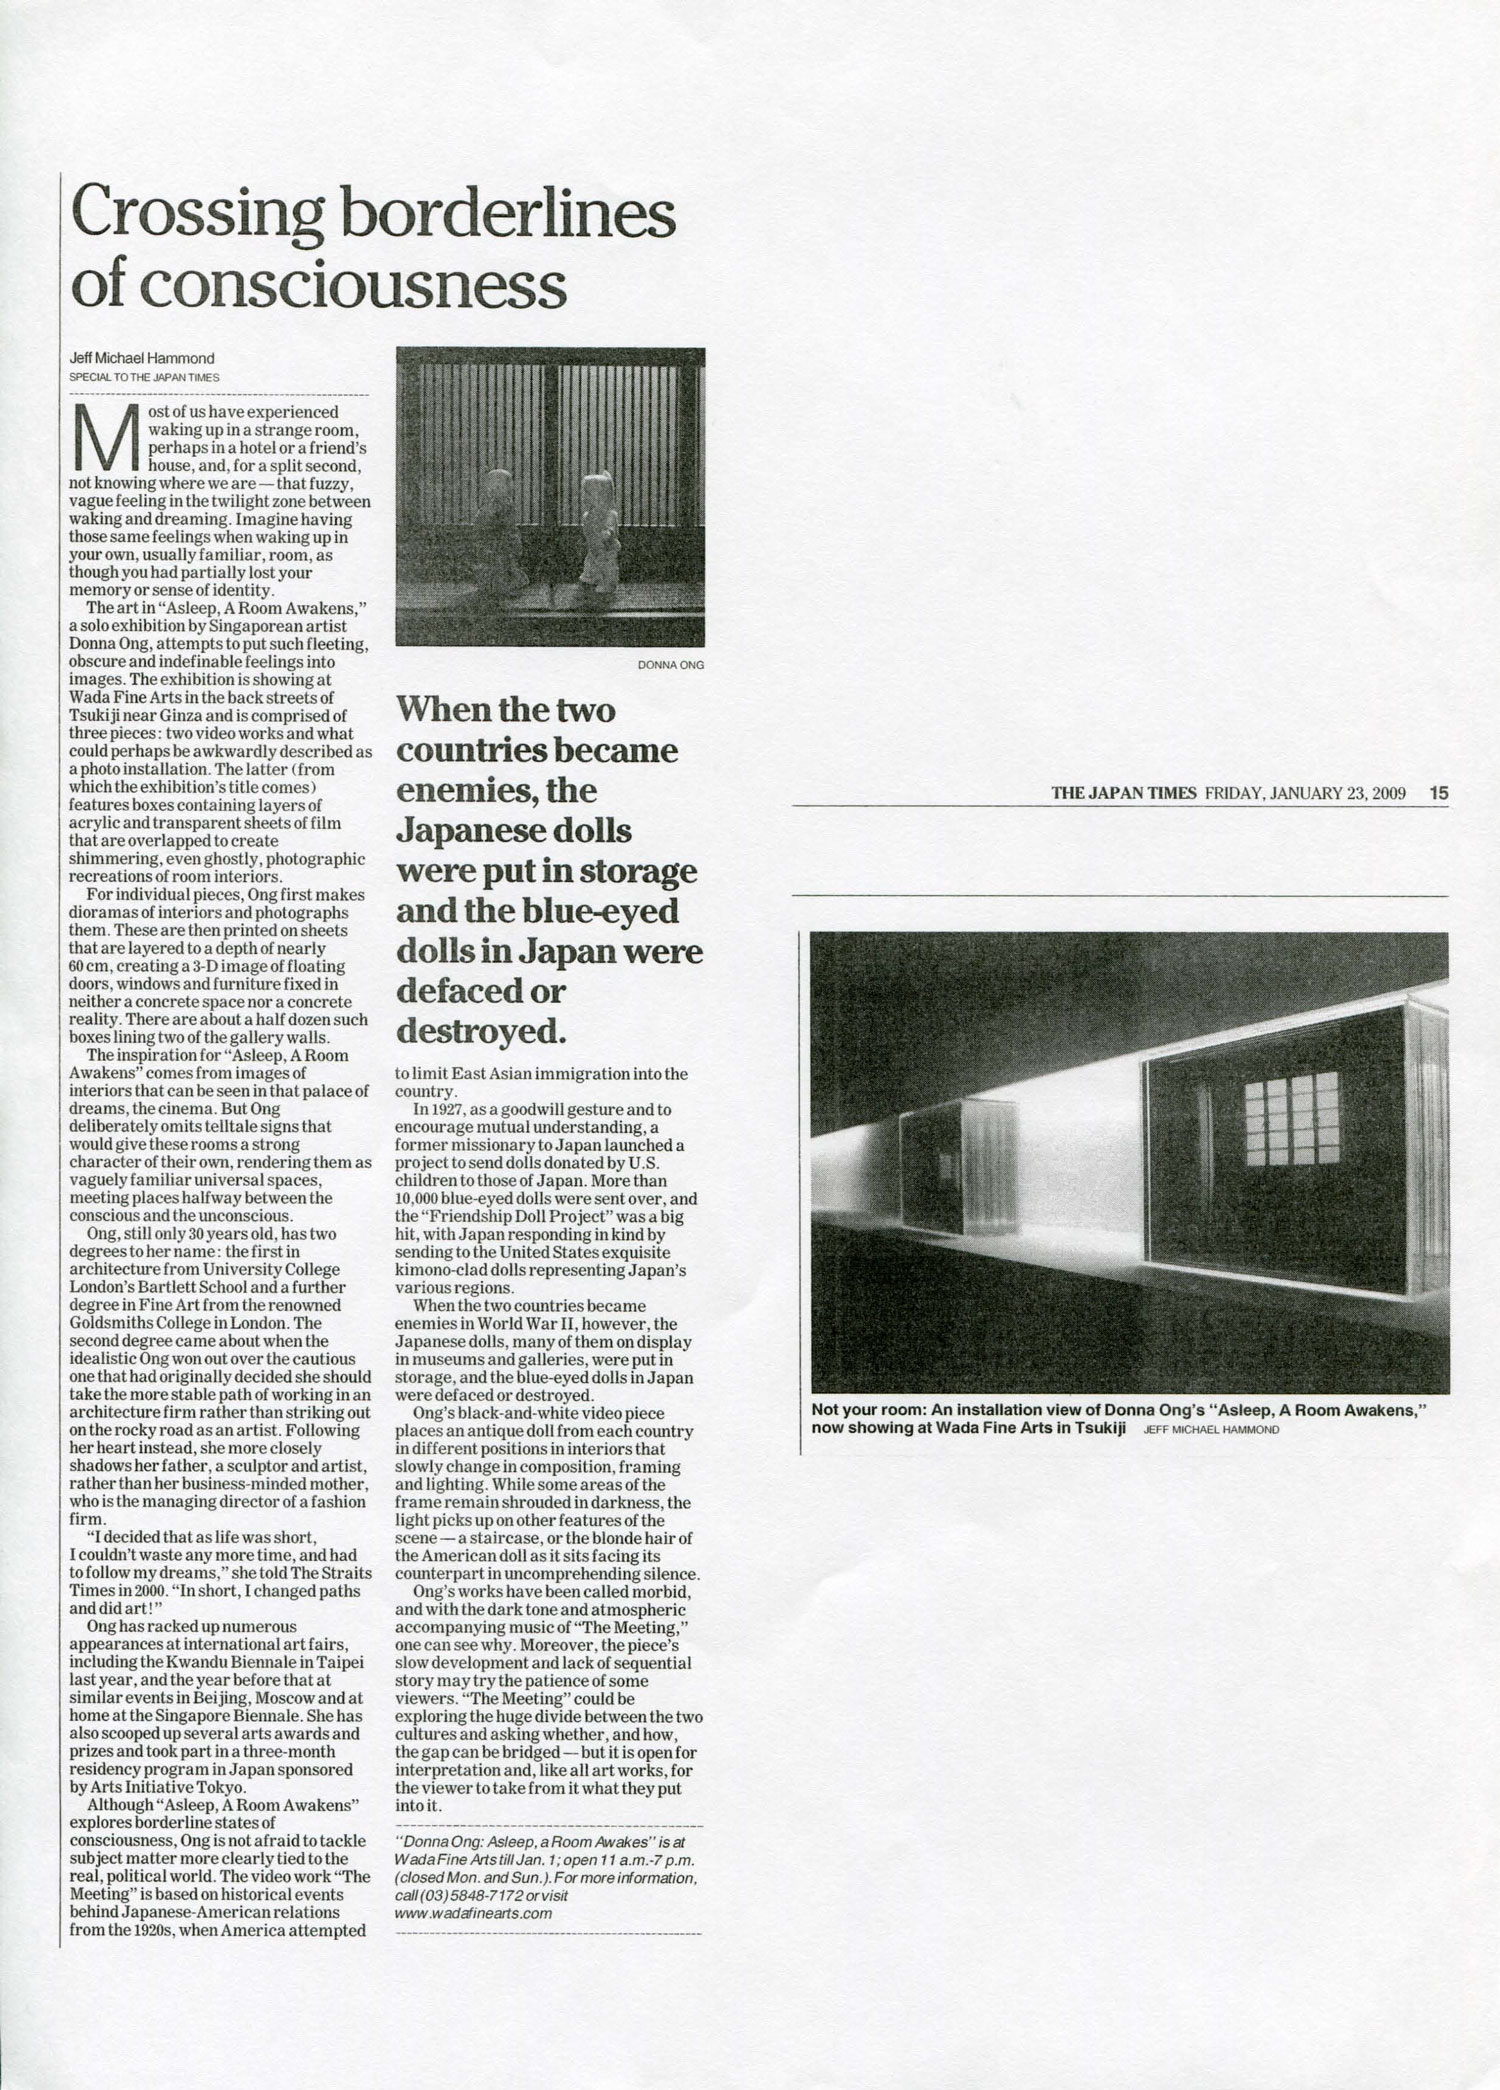 Crossing borderlines
of consciousness
Jeff Michael Hammond
SPECIAL TO THE JAPAN TIMES
Most of us have experienced
waking up in a strange room,
perhaps in a hotel or a friend's
house, and, for a split second,
not knowing where we are — that fuzzy,
vague feeling in the twilight zone between
waking and dreaming. Imagine having
those same feelings when waking up in
your own, usually familiar, room, as
though you had partially lost your
memory or sense of identity.
The art in “Asleep, A Room Awakens,”
a solo exhibition by Singaporean artist
Donna Ong, attempts to put such fleeting,
obscure and indefinable feelings into
images. The exhibition is showing at
Wada Fine Arts in the back streets of
Tsukiji near Ginza and is comprised of
three pieces: two video works and what
could perhaps be awkwardly described as
a photo installation. The latter (from
which the exhibition's title comes)
features boxes containing layers of
acrylic and transparent sheets of film
that are overlapped to create
shimmering, even ghostly, photographic
recreations of room interiors.
For individual pieces, Ong first makes
dioramas of interiors and photographs
them. These are then printed on sheets
that are layered to a depth of nearly
60 cm, creating a 3-D image of floating
doors, windows and furniture fixed in
neither a concrete space nor a concrete
reality. There are about a half dozen such
boxes lining two of the gallery walls.
The inspiration for “Asleep, A Room
Awakens” comes from images of
interiors that can be seen in that palace of
dreams, the cinema. But Ong
deliberately omits telltale signs that
would give these rooms a strong
character of their own, rendering them as
vaguely familiar universal spaces,
meeting places halfway between the
conscious and the unconscious.
Ong, still only 30 years old, has two
degrees to her name: the first in
architecture from University College
London's Bartlett School and a further
degree in Fine Art from the renowned
Goldsmiths College in London. The
second degree came about when the
idealistic Ong won out over the cautious
one that had originally decided she should
take the more stable path of working in an
architecture firm rather than striking out
on the rocky road as an artist. Following
her heart instead, she more closely
shadows her father, a sculptor and artist,
rather than her business-minded mother,
who is the managing director of a fashion
firm.
“I decided that as life was short,
I couldn't waste any more time, and had
to follow my dreams,” she told The Straits
Times in 2000. “In short, I changed paths
and did art!”
Ong has racked up numerous
appearances at international art fairs,
including the Kwandu Biennale in Taipei
last year, and the year before that at
similar events in Beijing, Moscow and at
home at the Singapore Biennale. She has
also scooped up several arts awards and
prizes and took part in a three-month
residency program in Japan sponsored
by Arts Initiative Tokyo.
Although “Asleep, A Room Awakens”
explores borderline states of
consciousness, Ong is not afraid to tackle
subject matter more clearly tied to the
real, political world. The video work “The
Meeting” is based on historical events
behind Japanese-American relations
from the 1920s, when America attempted
DONNA ONG
When the two
countries became
enemies, the
Japanese dolls
were put in storage
and the blue-eyed
dolls in Japan were
defaced or
destroyed.
to limit East Asian immigration into the
country.
In 1927, as a goodwill gesture and to
encourage mutual understanding, a
former missionary to Japan launched a
project to send dolls donated by U.S.
children to those of Japan. More than
10,000 blue-eyed dolls were sent over, and
the “Friendship Doll Project” was a big
hit, with Japan responding in kind by
sending to the United States exquisite
kimono-clad dolls representing Japan's
various regions.
When the two countries became
enemies in World War II, however, the
Japanese dolls, many of them on display
in museums and galleries, were put in
storage, and the blue-eyed dolls in Japan
were defaced or destroyed.
Ong's black-and-white video piece
places an antique doll from each country
in different positions in interiors that
slowly change in composition, framing
and lighting. While some areas of the
frame remain shrouded in darkness, the
light picks up on other features of the
scene — a staircase, or the blonde hair of
the American doll as it sits facing its
counterpart in uncomprehending silence.
Ong's works have been called morbid,
and with the dark tone and atmospheric
accompanying music of “The Meeting,”
one can see why. Moreover, the piece's
slow development and lack of sequential
story may try the patience of some
viewers. “The Meeting” could be
exploring the huge divide between the two
cultures and asking whether, and how,
the gap can be bridged — but it is open for
interpretation and, like all art works, for
the viewer to take from it what they put
into it.
“Donna Ong: Asleep, a Room Awakes” is at
Wada Fine Arts till Jan. 1; open 11 a.m.-7 p.m.
(closed Mon. and Sun.). For more information,
call (03) 5848-7172 or visit
www.wadafinearts.com
THE JAPAN TIMES FRIDAY, JANUARY 23, 2009 15
Not your room: An installation view of Donna Ong's “Asleep, A Room Awakens,”
now showing at Wada Fine Arts in Tsukiji JEFF MICHAEL HAMMOND